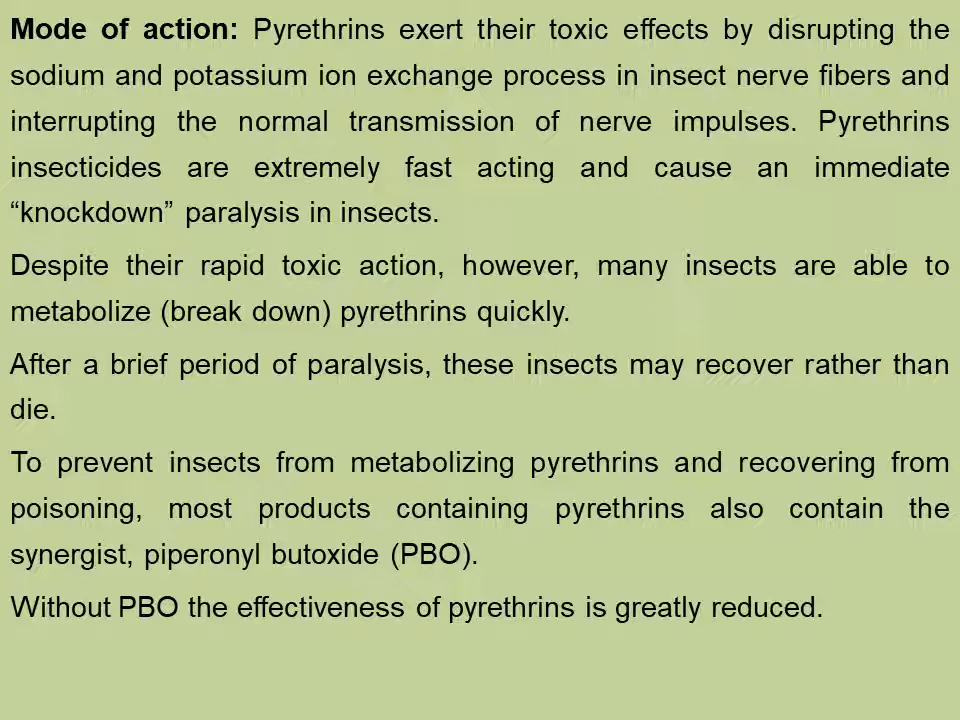 Mode of action: Pyrethrins exert their toxic effects by disrupting the
sodium and potassium ion exchange process in insect nerve fibers and
interrupting the normal transmission of nerve impulses. Pyrethrins
insecticides are extremely fast acting and cause an immediate
“knockdown” paralysis in insects.
Despite their rapid toxic action, however, many insects are able to
metabolize (break down) pyrethrins quickly.
After a brief period of paralysis, these insects may recover rather than
die.
To prevent insects from metabolizing pyrethrins and recovering from
poisoning, most products containing pyrethrins also contain the
synergist, piperonyl butoxide (PBO).
Without PBO the effectiveness of pyrethrins is greatly reduced.